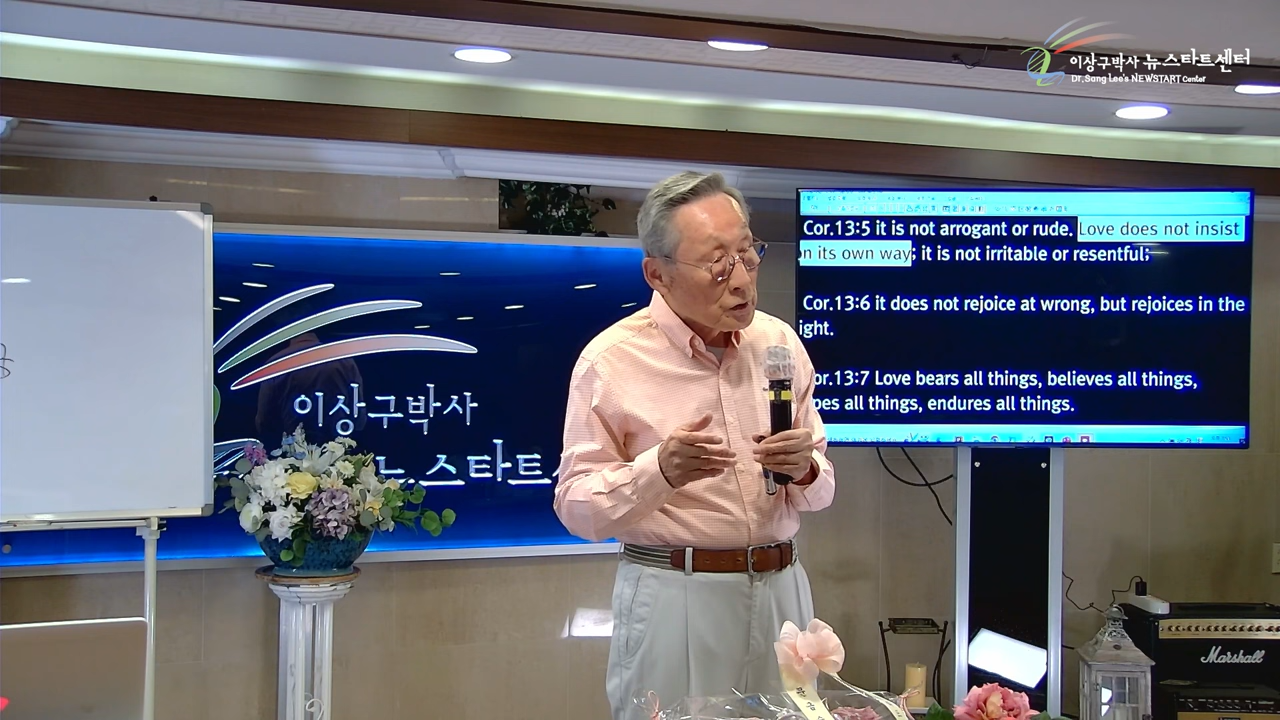 이상구박사 뉴스타트센터
Dr. Sang Lee's NEWSTART Center
Cor.13:5 it is not arrogant or rude. Love does not insist
n its own way; it is not irritable or resentful;
Cor.13:6 it does not rejoice at wrong, but rejoices in the
ight.
or.13:7 Love bears all things, believes all things,
pes all things, endures all things.
이상구박사
뉴스타트
Marshall